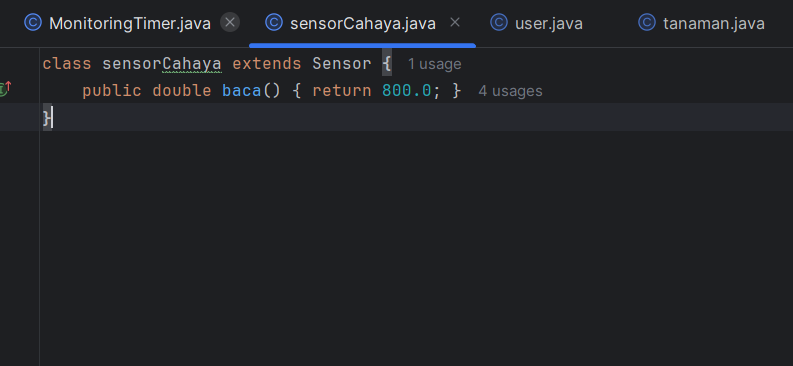 MonitoringTimer.java sensorCahaya.java user.java tanaman.java
class sensorCahaya extends Sensor { 1 usage
public double baca() { return 800.0; } 4 usages
}